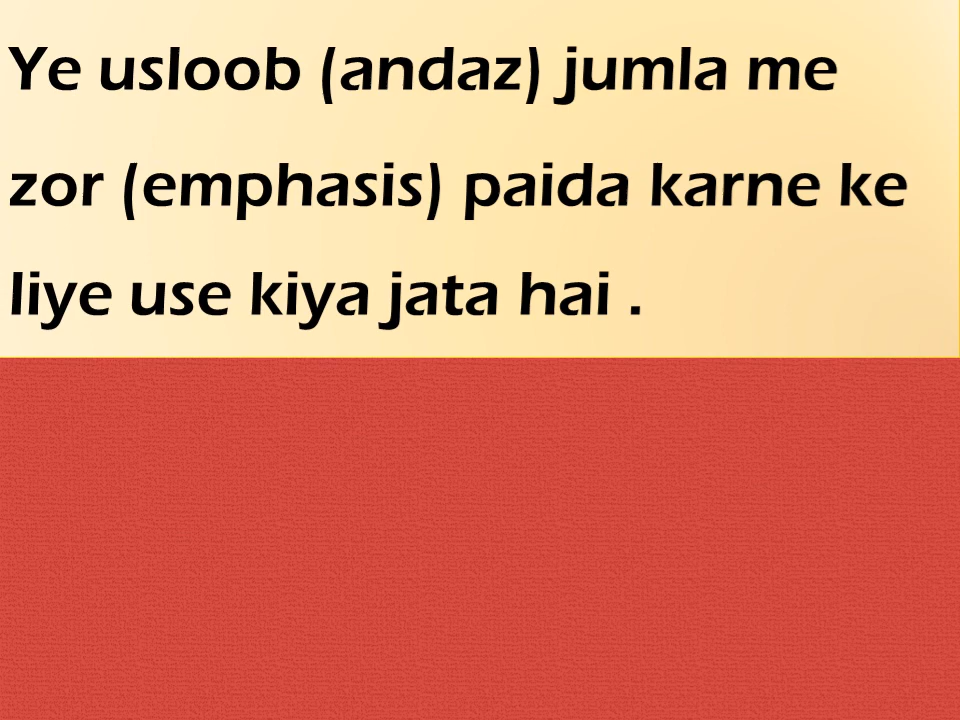 Ye usloob (andaz) jumla me
zor (emphasis) paida karne ke
liye use kiya jata hai .